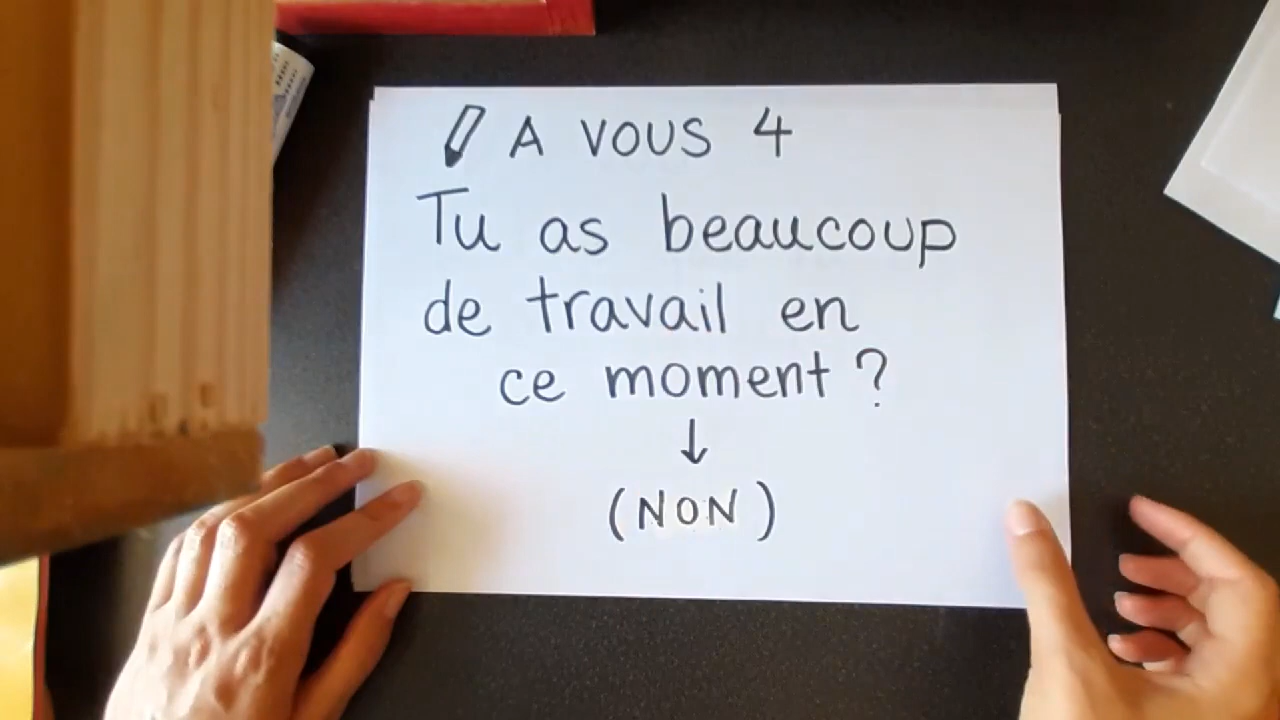 A VOUS 4
Tu as beaucoup
de travail en
ce moment ?
↓
(NON)